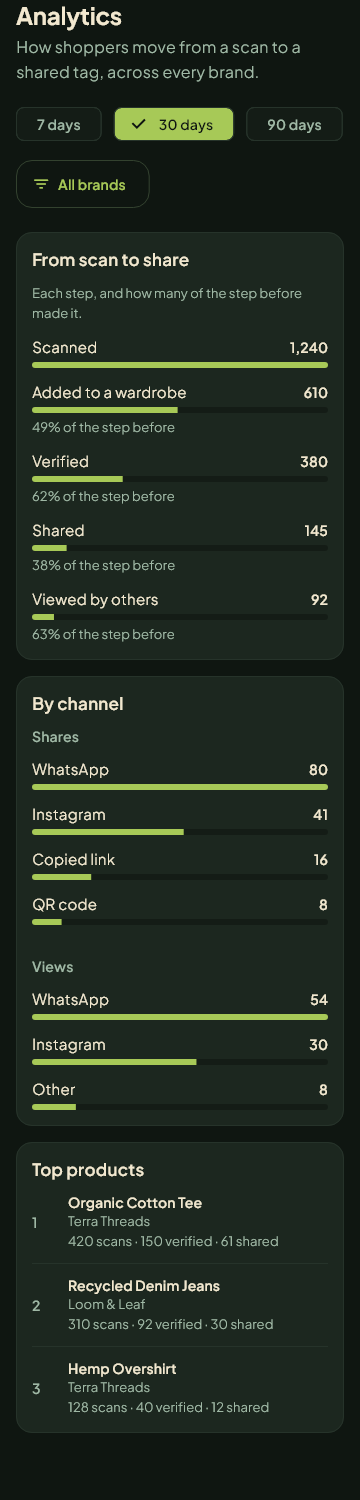 Analytics
How shoppers move from a scan to a
shared tag, across every brand.
7 days
30 days
90 days
All brands
From scan to share
Each step, and how many of the step before
made it.
Scanned 1,240
Added to a wardrobe 610
49% of the step before
Verified 380
62% of the step before
Shared 145
38% of the step before
Viewed by others 92
63% of the step before
By channel
Shares
WhatsApp 80
Instagram 41
Copied link 16
QR code 8
Views
WhatsApp 54
Instagram 30
Other 8
Top products
1
Organic Cotton Tee
Terra Threads
420 scans · 150 verified · 61 shared
2
Recycled Denim Jeans
Loom & Leaf
310 scans · 92 verified · 30 shared
3
Hemp Overshirt
Terra Threads
128 scans · 40 verified · 12 shared